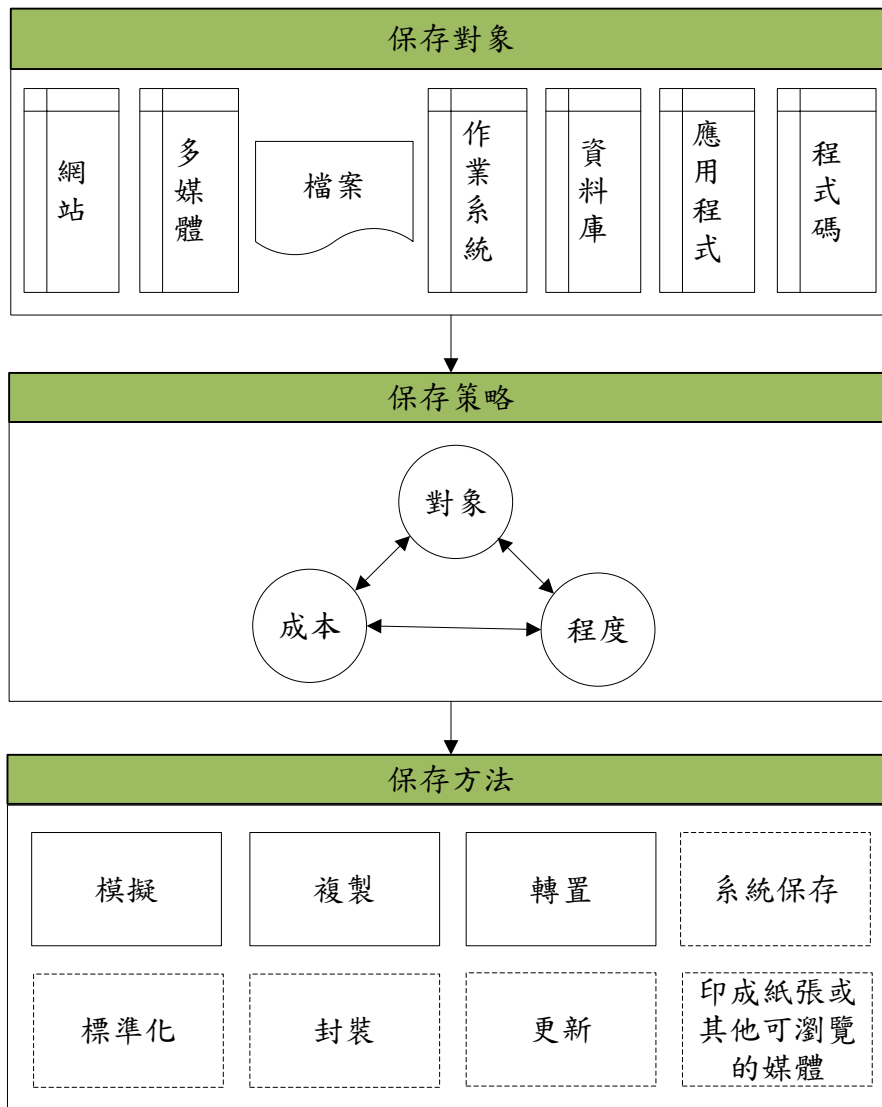 保存對象
網站
多媒體
檔案
作業系統
資料庫
應用程式
程式碼
保存策略
對象
成本
程度
保存方法
模擬
複製
轉置
系統保存
標準化
封裝
更新
印成紙張或
其他可瀏覽
的媒體